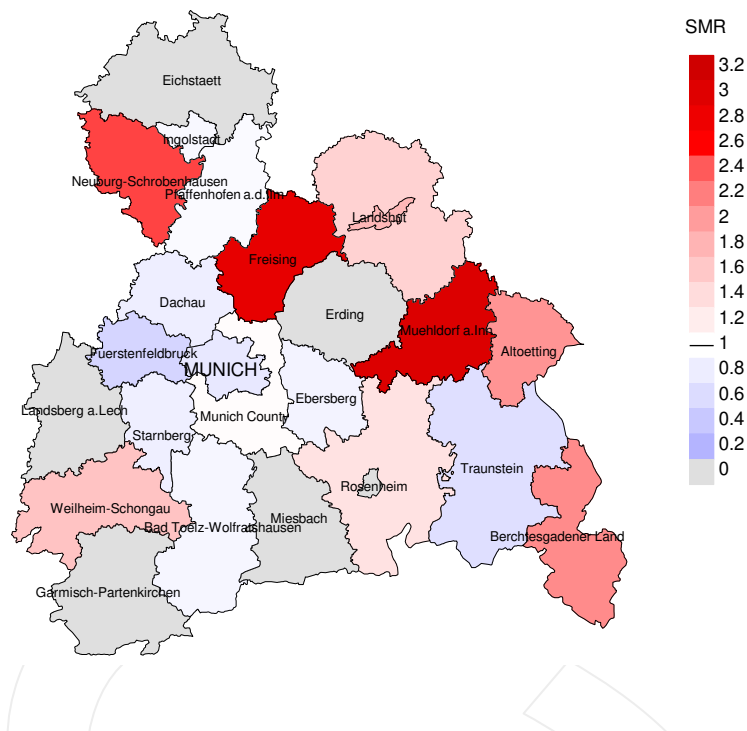 SMR
3.2
3
2.8
2.6
2.4
2.2
2
1.8
1.6
1.4
1.2
1
0.8
0.6
0.4
0.2
0
Eichstaett
Ingolstadt
Neuburg-Schrobenhausen
Pfaffenhofen a.d.Ilm
Landshut
Freising
Dachau
Erding
Muehldorf a.Inn
Altoetting
Fuerstenfeldbruck
MUNICH
Ebersberg
Landsberg a.Lech
Munich County
Starnberg
Traunstein
Rosenheim
Weilheim-Schongau
Miesbach
Bad Toelz-Wolfratshausen
Berchtesgadener Land
Garmisch-Partenkirchen